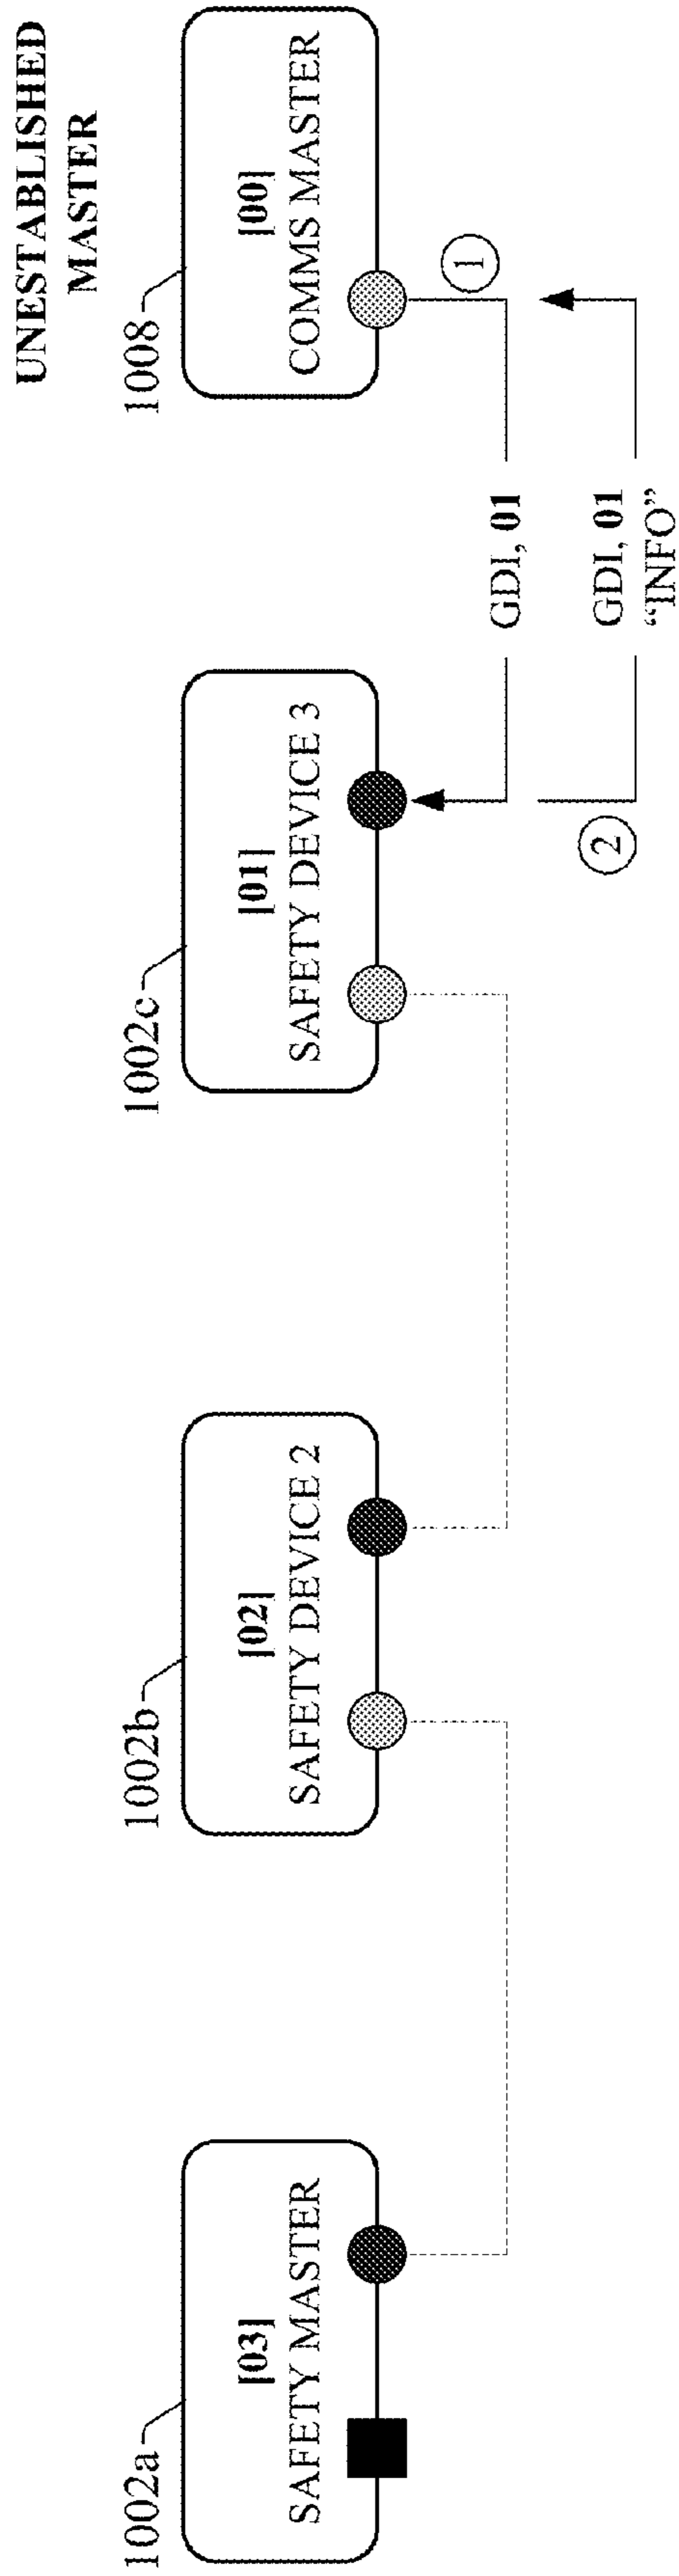 UNESTABLISHED
MASTER
1002a
[03]
SAFETY MASTER
1002b
[02]
SAFETY DEVICE 2
1002c
[01]
SAFETY DEVICE 3
1008
[00]
COMMS MASTER
1
GDI, 01
2
GDI, 01
“INFO”